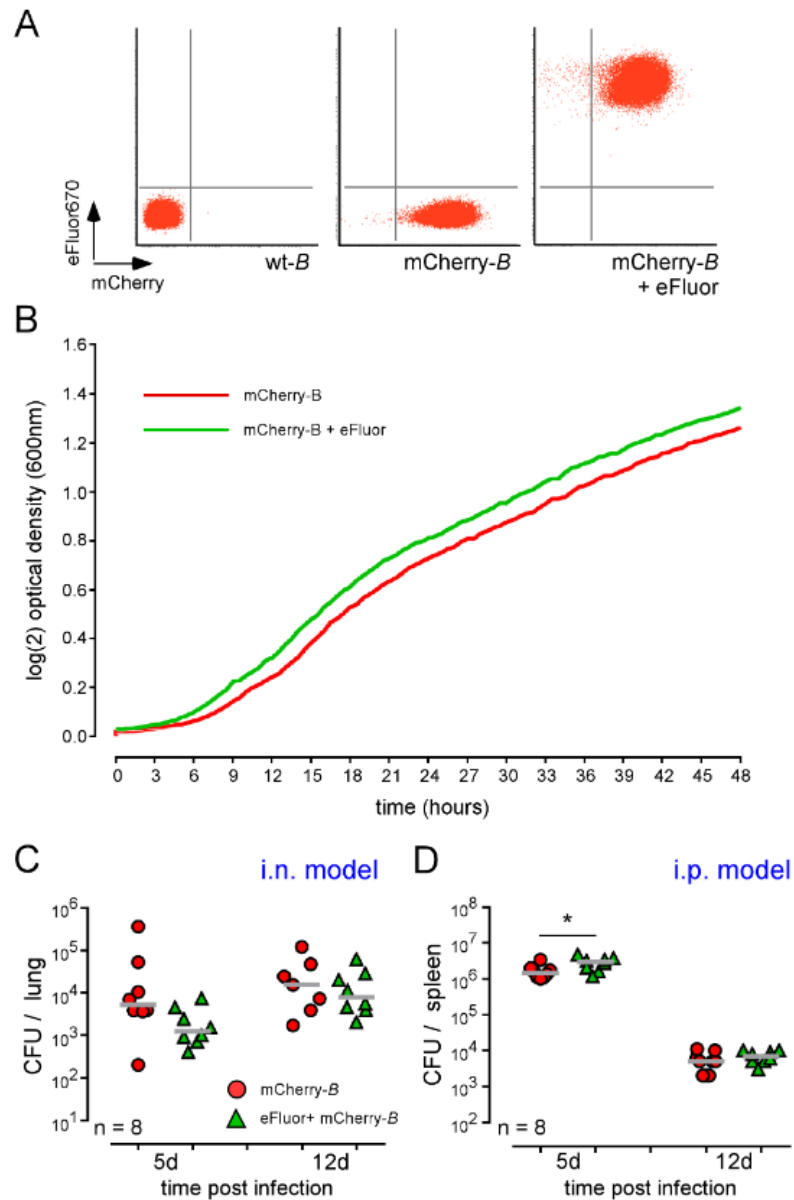 A
eFluor670
mCherry
wt-B
mCherry-B
mCherry-B
+ eFluor
B
1.6
1.4
1.2
1.0
0.8
0.6
0.4
0.2
0.0
log(2) optical density (600nm)
mCherry-B
mCherry-B + eFluor
0 3 6 9 12 15 18 21 24 27 30 33 36 39 42 45 48
time (hours)
C
i.n. model
10^6
10^5
10^4
10^3
10^2
10^1
CFU / lung
mCherry-B
eFluor+ mCherry-B
n = 8
5d 12d
time post infection
D
i.p. model
10^8
10^7
10^6
10^5
10^4
10^3
10^2
CFU / spleen
*
n = 8
5d 12d
time post infection